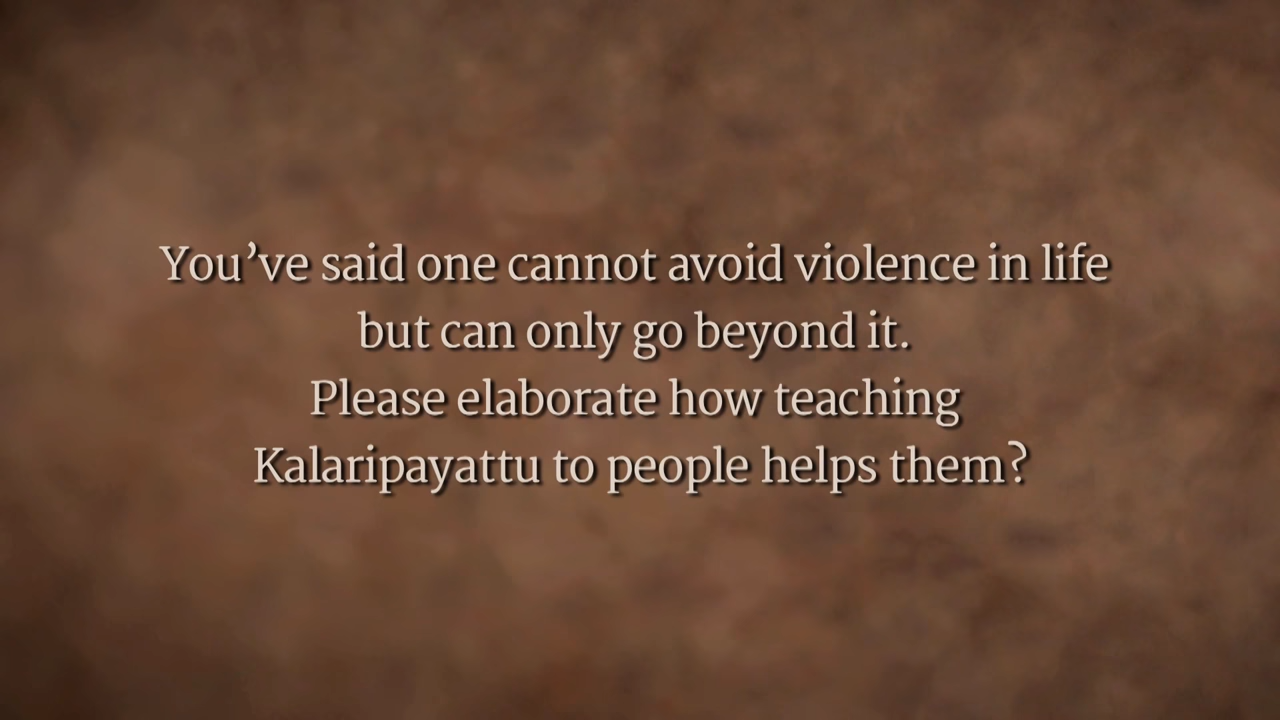 You’ve said one cannot avoid violence in life
but can only go beyond it.
Please elaborate how teaching
Kalaripayattu to people helps them?